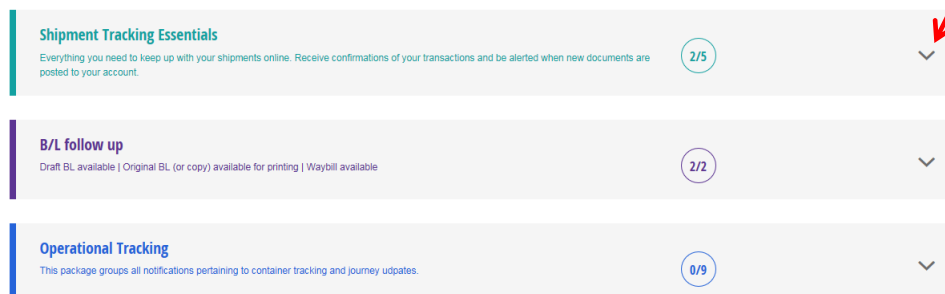 Shipment Tracking Essentials
Everything you need to keep up with your shipments online. Receive confirmations of your transactions and be alerted when new documents are
posted to your account.
2/5
B/L follow up
Draft BL available | Original BL (or copy) available for printing | Waybill available
2/2
Operational Tracking
This package groups all notifications pertaining to container tracking and journey udpates.
0/9